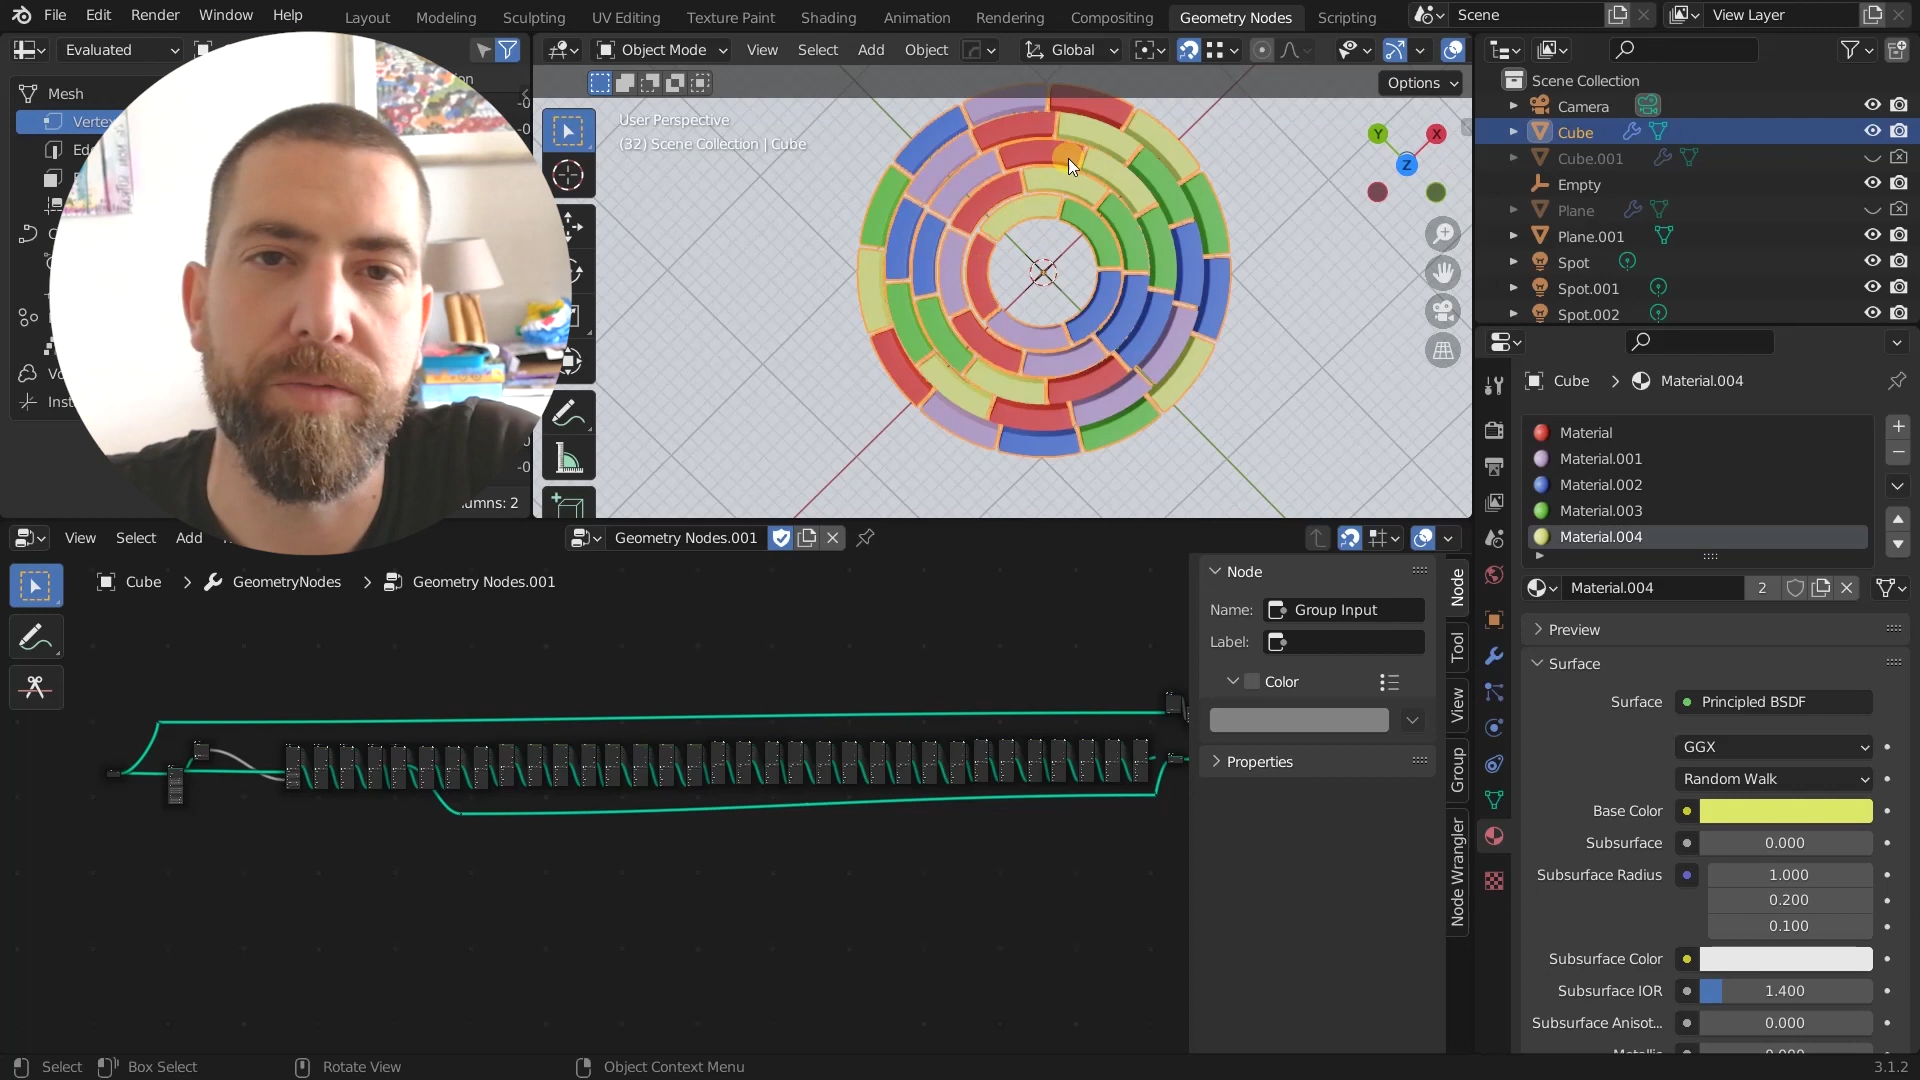 File Edit Render Window Help Layout Modeling Sculpting UV Editing Texture Paint Shading Animation Rendering Compositing Geometry Nodes Scripting Scene View Layer
Evaluated Object Mode View Select Add Object Global
Options
User Perspective
(32) Scene Collection | Cube
Y X
Z
Mesh
Scene Collection
Camera
Cube
Cube.001
Empty
Plane
Plane.001
Spot
Spot.001
Spot.002
Cube > Material.004
Material
Material.001
Material.002
Material.003
Material.004
Material.004 2
Preview
Surface
Surface Principled BSDF
GGX
Random Walk
Base Color
Subsurface 0.000
Subsurface Radius 1.000
0.200
0.100
Subsurface Color
Subsurface IOR 1.400
Subsurface Anisot... 0.000
View Select Add Geometry Nodes.001
Cube > GeometryNodes > Geometry Nodes.001
Node
Name: Group Input
Label:
Color
Properties
Node
Tool
View
Group
Node Wrangler
Select Box Select Rotate View Object Context Menu 3.1.2